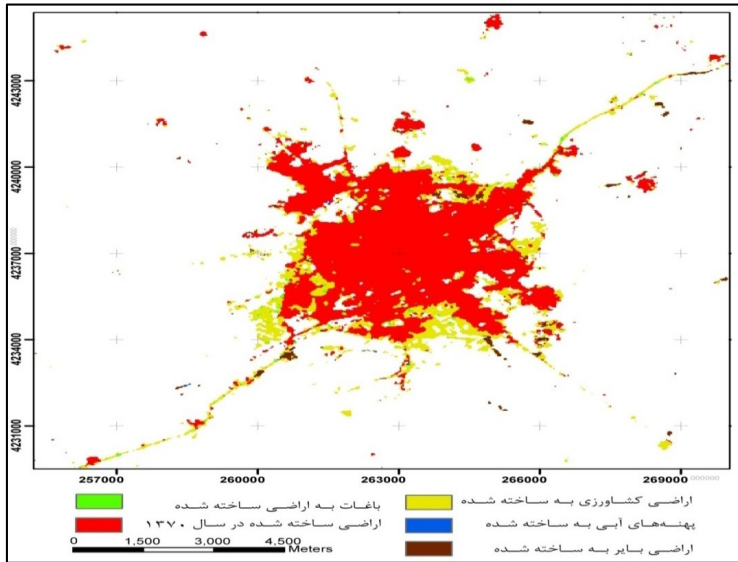 4243000
4240000
4237000
4234000
4231000
257000 260000 263000 266000 269000
اراضی کشاورزی به ساخته شده
باغات به اراضی ساخته شده
پهنه‌های آبی به ساخته شده
اراضی ساخته شده در سال ۱۳۷۰
اراضی بایر به ساخته شده
0 1,500 3,000 4,500
Meters